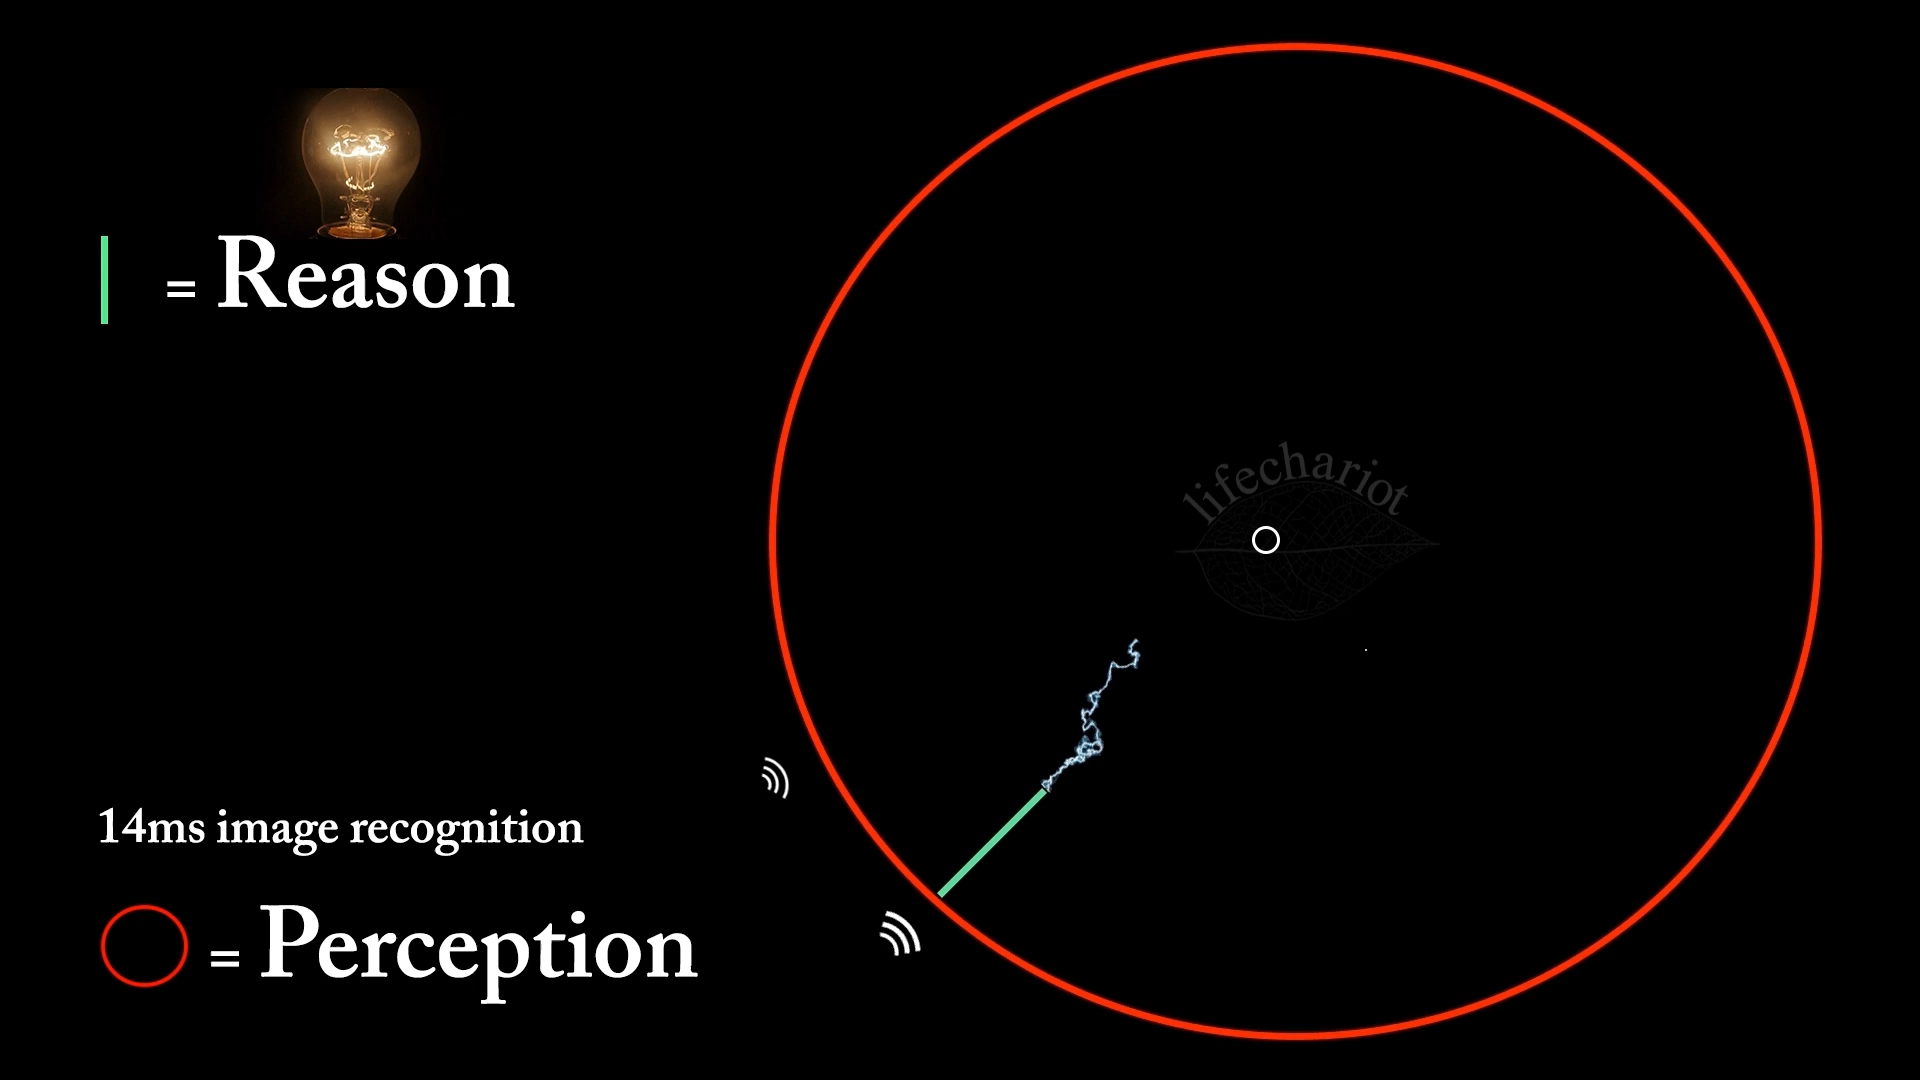 = Reason
lifechariot
14ms image recognition
= Perception